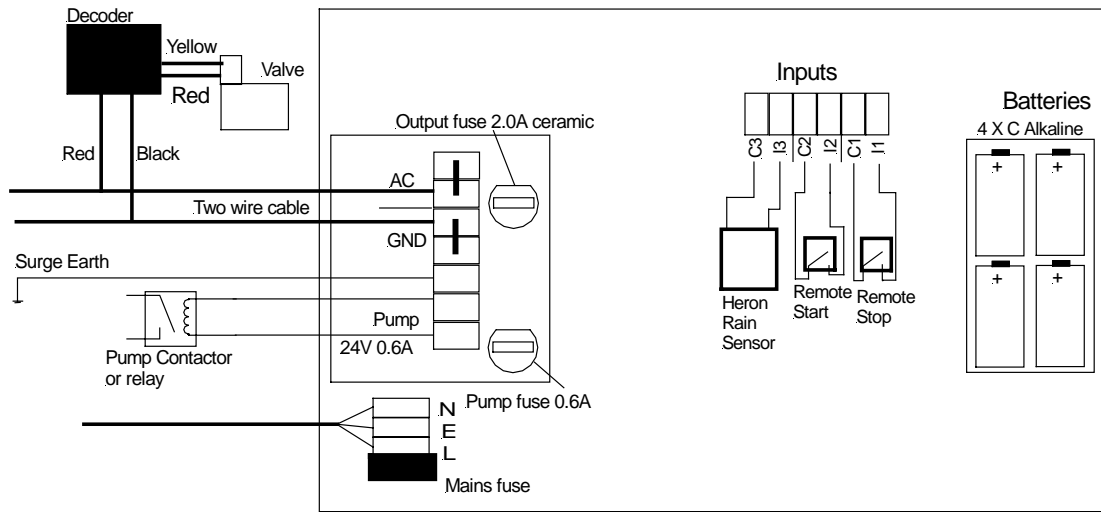 Decoder
Yellow
Valve
Red
Red
Black
AC
Two wire cable
GND
Surge Earth
Pump
24V 0.6A
Pump Contactor
or relay
Output fuse 2.0A ceramic
Pump fuse 0.6A
N
E
L
Mains fuse
Inputs
C3
I3
C2
I2
C1
I1
Heron
Rain
Sensor
Remote
Start
Remote
Stop
Batteries
4 X C Alkaline
+
+
+
+